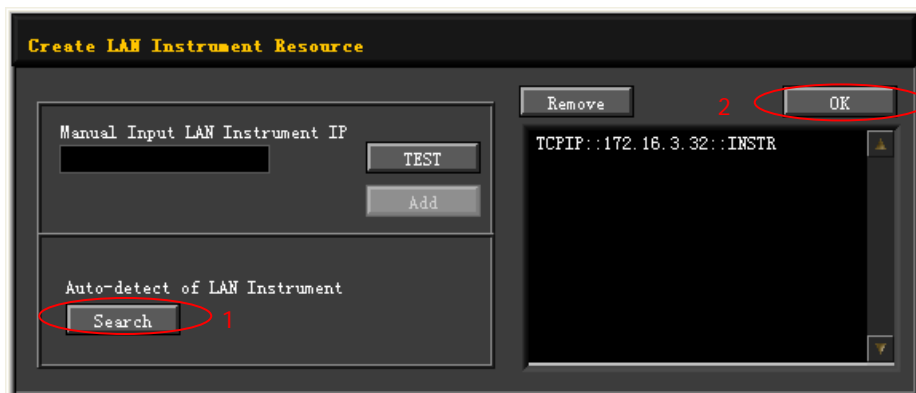 Create LAN Instrument Resource
Manual Input LAN Instrument IP
TEST
Add
Auto-detect of LAN Instrument
Search
1
Remove
2
OK
TCPIP::172.16.3.32::INSTR